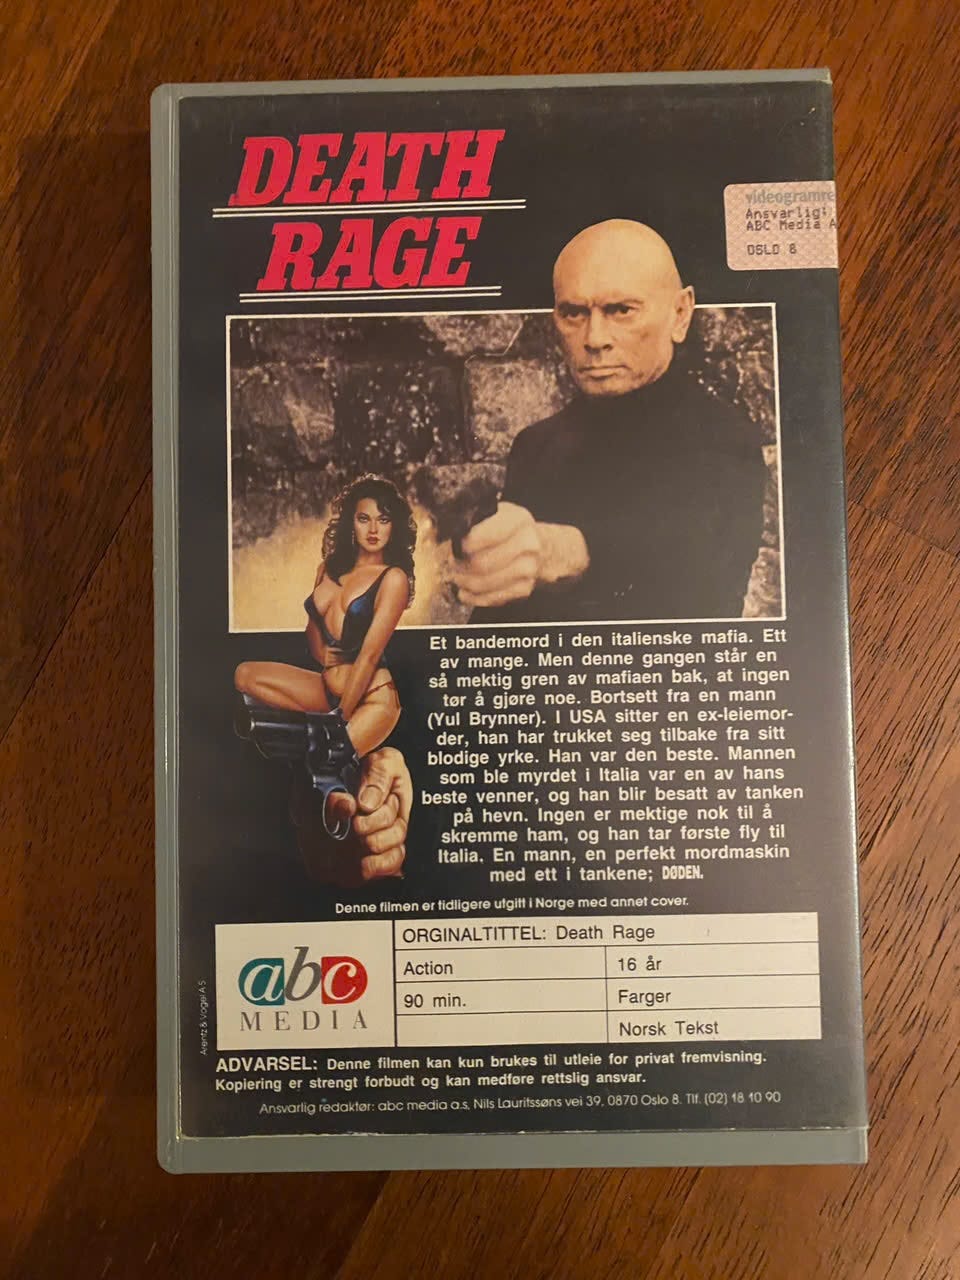 DEATH
RAGE
videogramre
Ansvarlig:
ABC Media A
OSLO 8
Et bandemord i den italienske mafia. Ett
av mange. Men denne gangen står en
så mektig gren av mafiaen bak, at ingen
tør å gjøre noe. Bortsett fra en mann
(Yul Brynner). I USA sitter en ex-leiemor-
der, han har trukket seg tilbake fra sitt
blodige yrke. Han var den beste. Mannen
som ble myrdet i Italia var en av hans
beste venner, og han blir besatt av tanken
på hevn. Ingen er mektige nok til å
skremme ham, og han tar første fly til
Italia. En mann, en perfekt mordmaskin
med ett i tankene; DØDEN.
Denne filmen er tidligere utgitt i Norge med annet cover.
abc
MEDIA
ORGINALTITTEL: Death Rage
Action
16 år
90 min.
Farger
Norsk Tekst
Arentz & Vogel A S
ADVARSEL: Denne filmen kan kun brukes til utleie for privat fremvisning.
Kopiering er strengt forbudt og kan medføre rettslig ansvar.
Ansvarlig redaktør: abc media a.s, Nils Lauritssøns vei 39, 0870 Oslo 8. Tlf. (02) 18 10 90